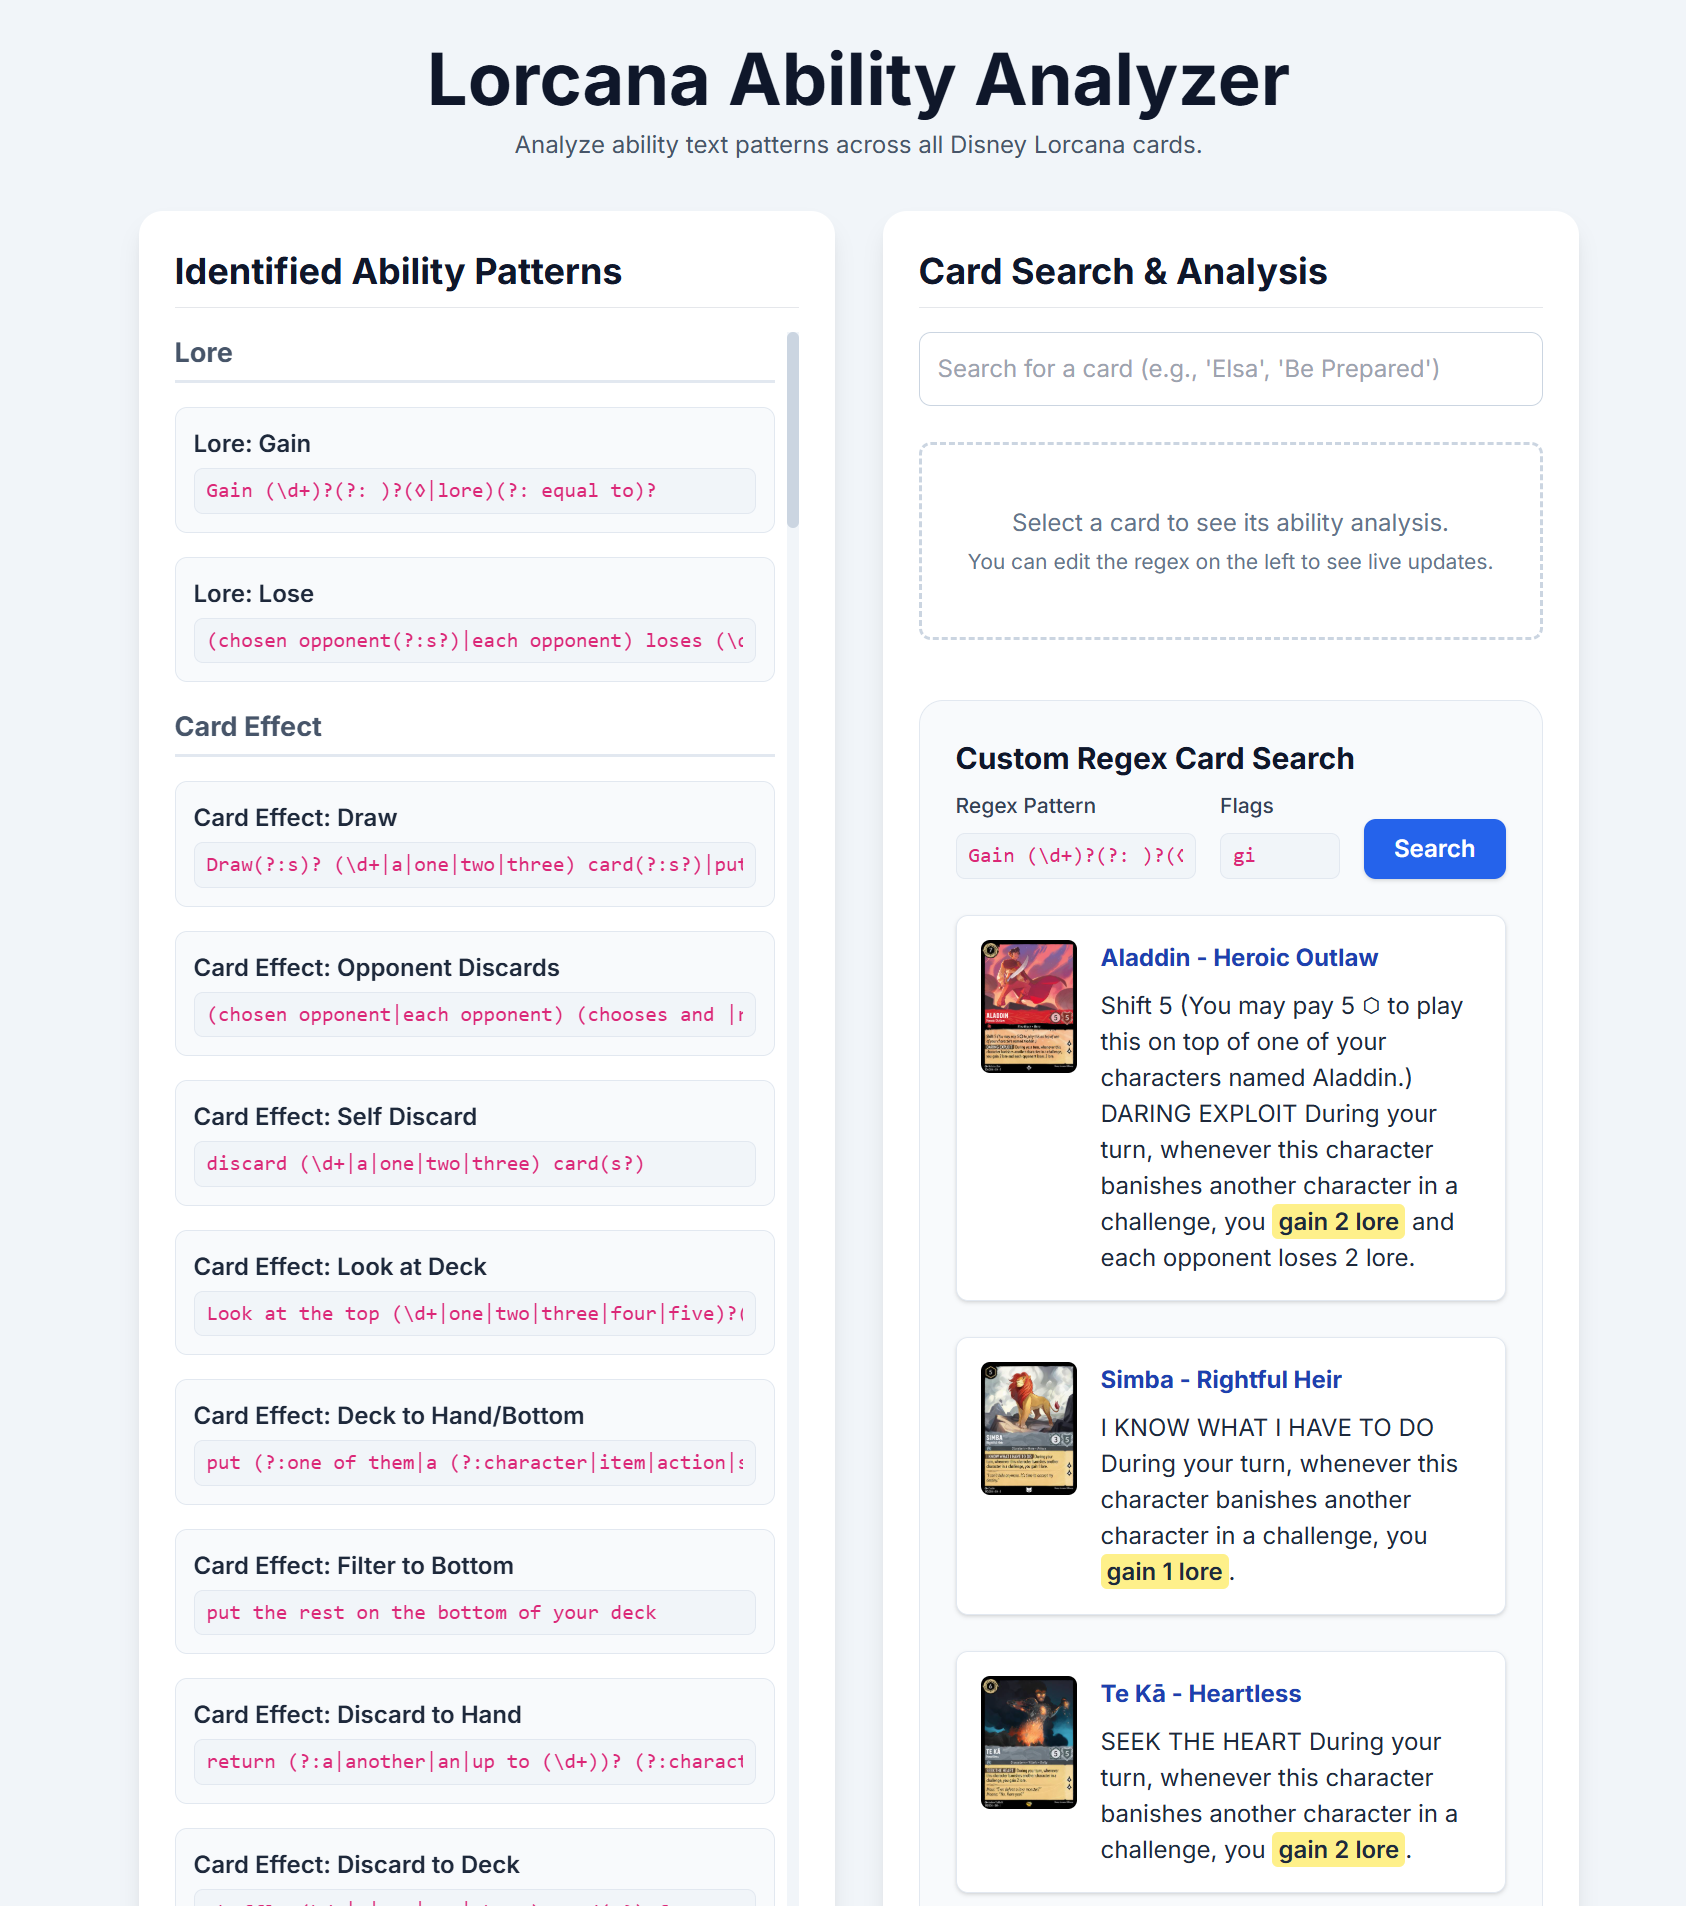 Lorcana Ability Analyzer
Analyze ability text patterns across all Disney Lorcana cards.
Identified Ability Patterns
Lore
Lore: Gain
Gain (\d+)?(?: )?(◊|lore)(?: equal to)?
Lore: Lose
(chosen opponent(?:s?)|each opponent) loses (\d
Card Effect
Card Effect: Draw
Draw(?:s)? (\d+|a|one|two|three) card(?:s?)|put
Card Effect: Opponent Discards
(chosen opponent|each opponent) (chooses and |r
Card Effect: Self Discard
discard (\d+|a|one|two|three) card(s?)
Card Effect: Look at Deck
Look at the top (\d+|one|two|three|four|five)?(
Card Effect: Deck to Hand/Bottom
put (?:one of them|a (?:character|item|action|s
Card Effect: Filter to Bottom
put the rest on the bottom of your deck
Card Effect: Discard to Hand
return (?:a|another|an|up to (\d+))? (?:charact
Card Effect: Discard to Deck
Card Search & Analysis
Search for a card (e.g., 'Elsa', 'Be Prepared')
Select a card to see its ability analysis.
You can edit the regex on the left to see live updates.
Custom Regex Card Search
Regex Pattern
Flags
Gain (\d+)?(?: )?(◊
gi
Search
ALADDIN
Aladdin - Heroic Outlaw
Shift 5 (You may pay 5 ⬡ to play
this on top of one of your
characters named Aladdin.)
DARING EXPLOIT During your
turn, whenever this character
banishes another character in a
challenge, you gain 2 lore and
each opponent loses 2 lore.
SIMBA
Simba - Rightful Heir
I KNOW WHAT I HAVE TO DO
During your turn, whenever this
character banishes another
character in a challenge, you
gain 1 lore.
TE KĀ
Te Kā - Heartless
SEEK THE HEART During your
turn, whenever this character
banishes another character in a
challenge, you gain 2 lore.